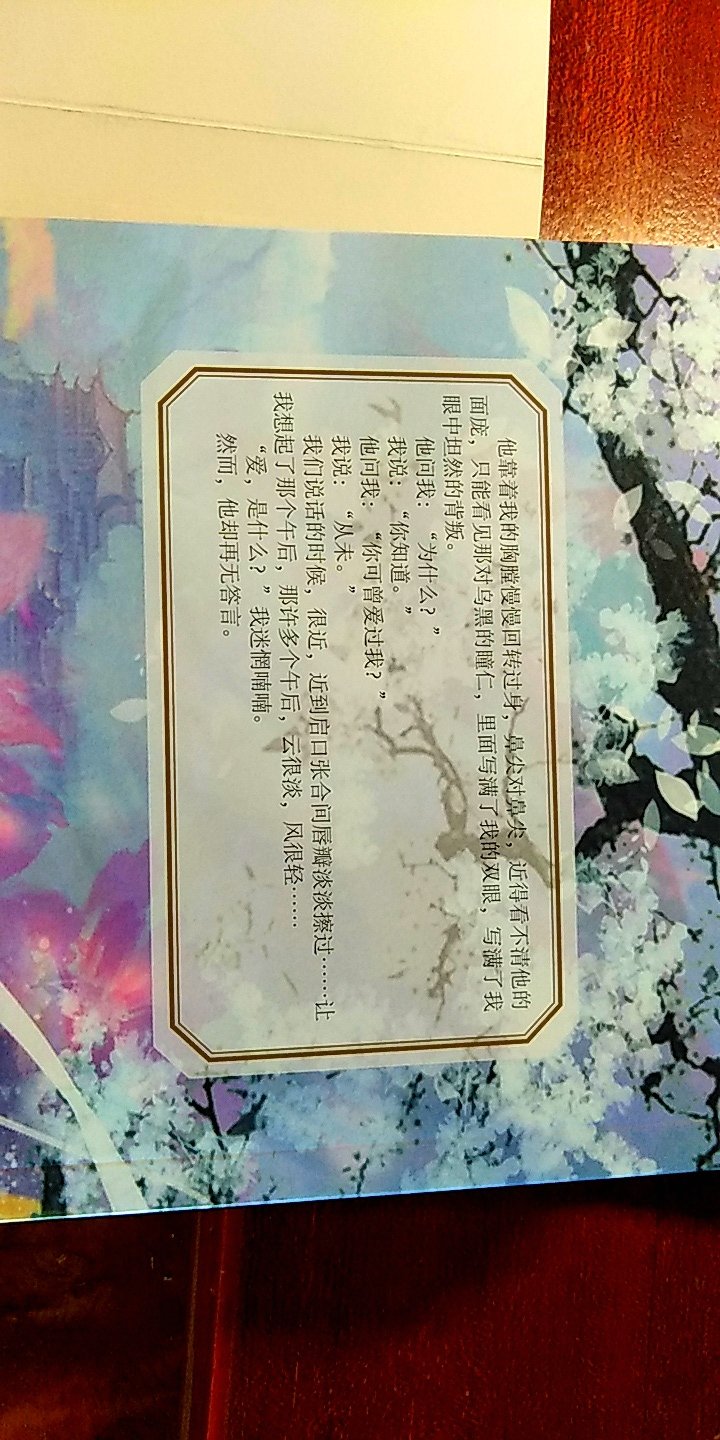 他靠着我的胸膛慢慢回转过身，鼻尖对鼻尖，近得看不清他的
面庞，只能看见那对乌黑的瞳仁，里面写满了我的双眼，写满了我
眼中坦然的背叛。
他问我：“为什么？”
我说：“你知道。”
他问我：“你可曾爱过我？”
我说：“从未。”
我们说话的时候，很近，近到启口张合间唇瓣淡淡擦过……让
我想起了那个午后，那许多个午后，云很淡，风很轻……
“爱，是什么？”我迷惘喃喃。
然而，他却再无答言。